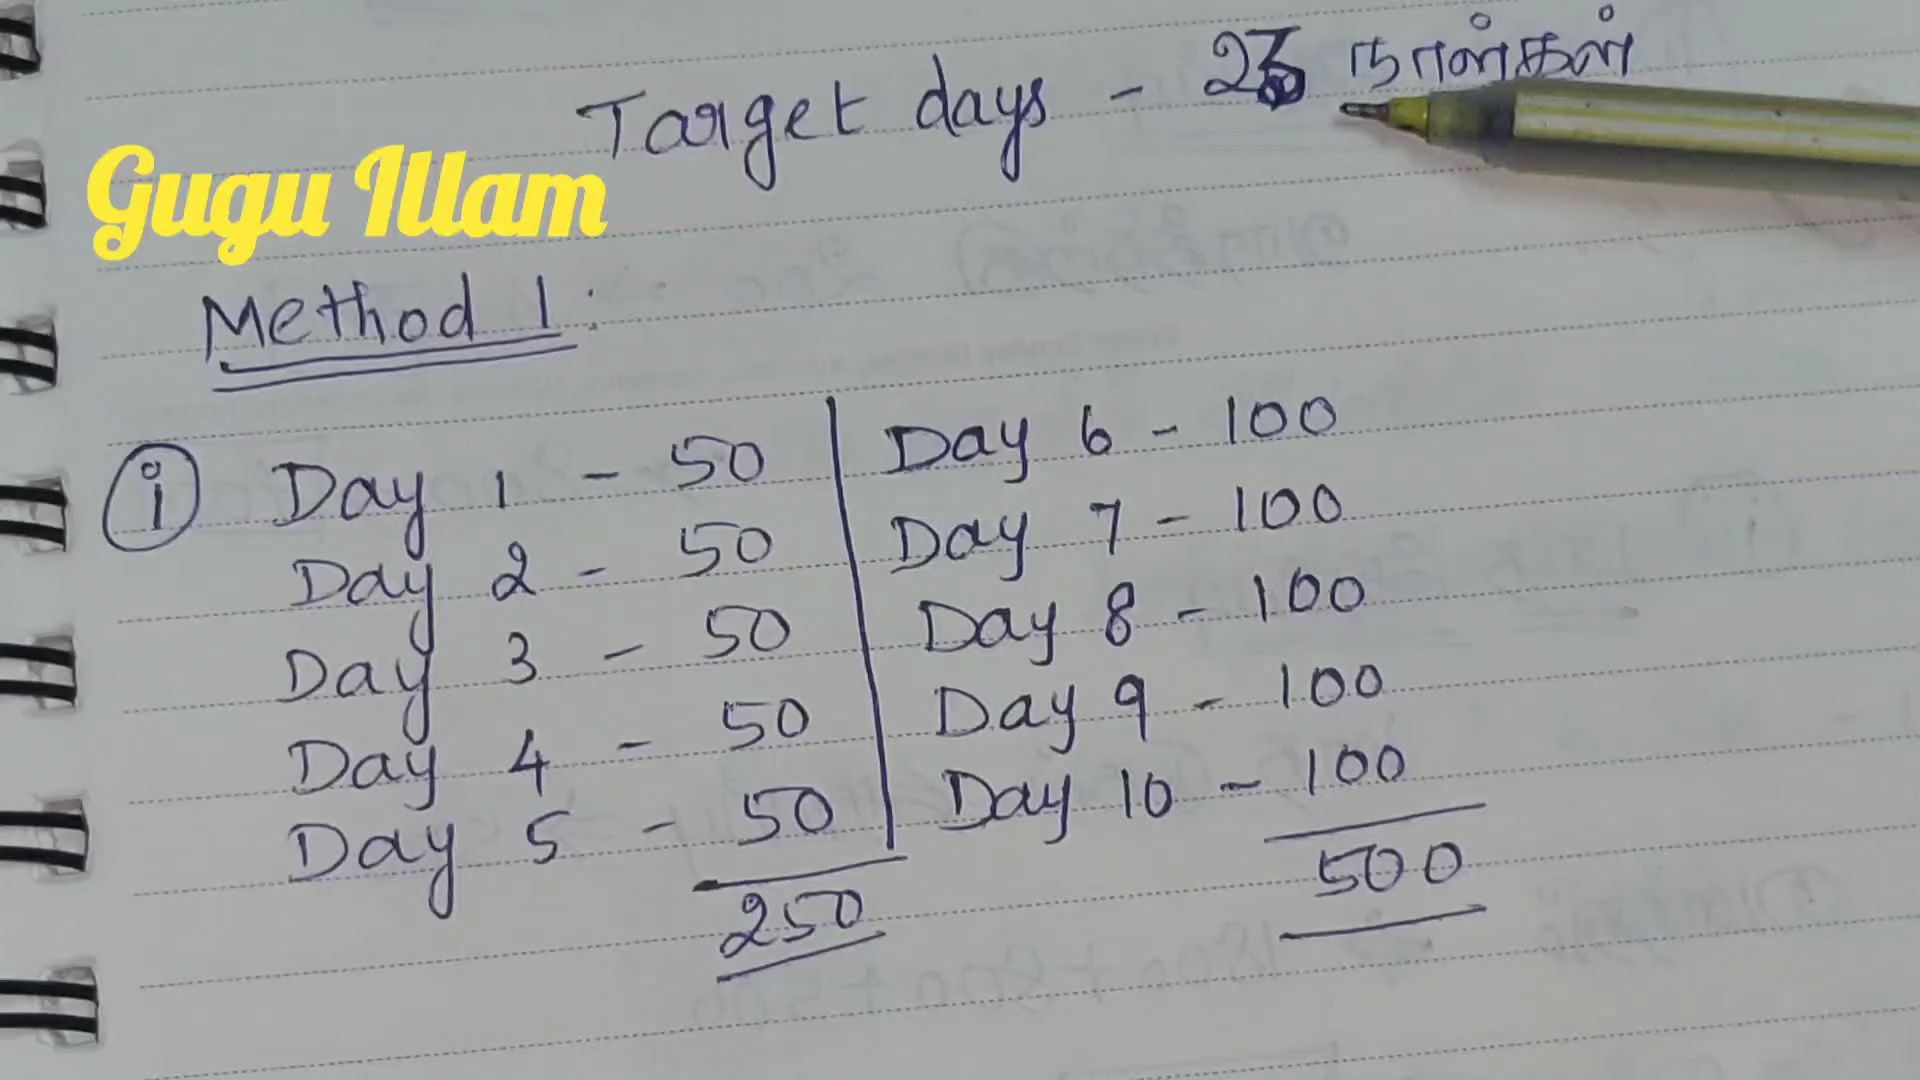 Target days - 25 நாள்கள்
Gugu Illam
Method 1 :
i Day 1 - 50
Day 2 - 50
Day 3 - 50
Day 4 - 50
Day 5 - 50
250
Day 6 - 100
Day 7 - 100
Day 8 - 100
Day 9 - 100
Day 10 - 100
500